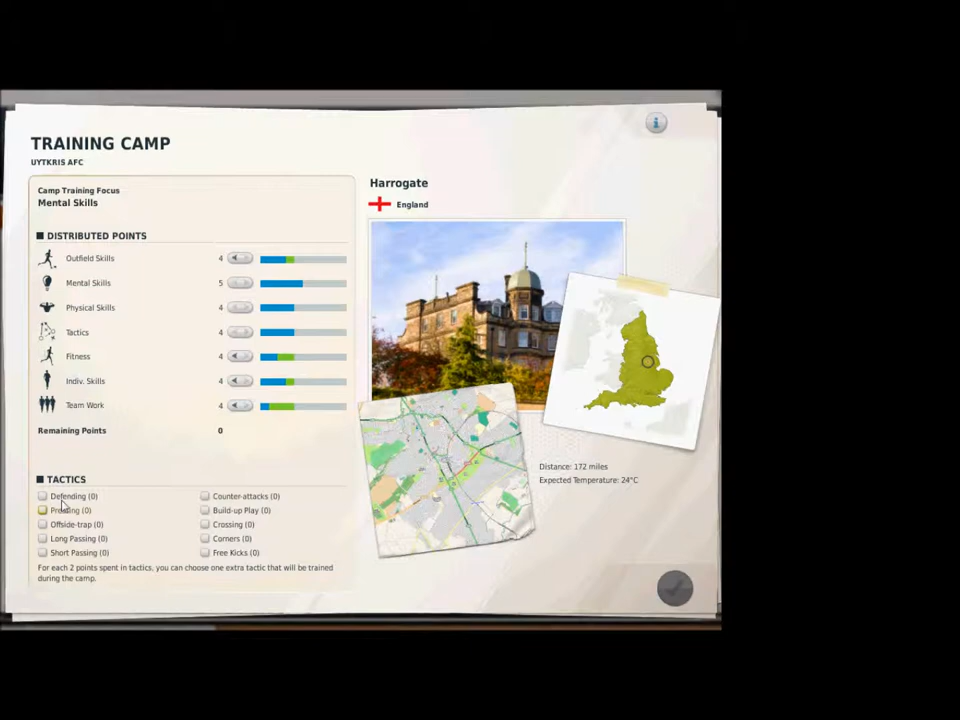 TRAINING CAMP
UYTKRIS AFC
Camp Training Focus
Mental Skills
DISTRIBUTED POINTS
Outfield Skills 4
Mental Skills 5
Physical Skills 4
Tactics 4
Fitness 4
Indiv. Skills 4
Team Work 4
Remaining Points 0
TACTICS
Defending (0) Counter-attacks (0)
Pressing (0) Build-up Play (0)
Offside-trap (0) Crossing (0)
Long Passing (0) Corners (0)
Short Passing (0) Free Kicks (0)
For each 2 points spent in tactics, you can choose one extra tactic that will be trained
during the camp.
Harrogate
England
Distance: 172 miles
Expected Temperature: 24°C